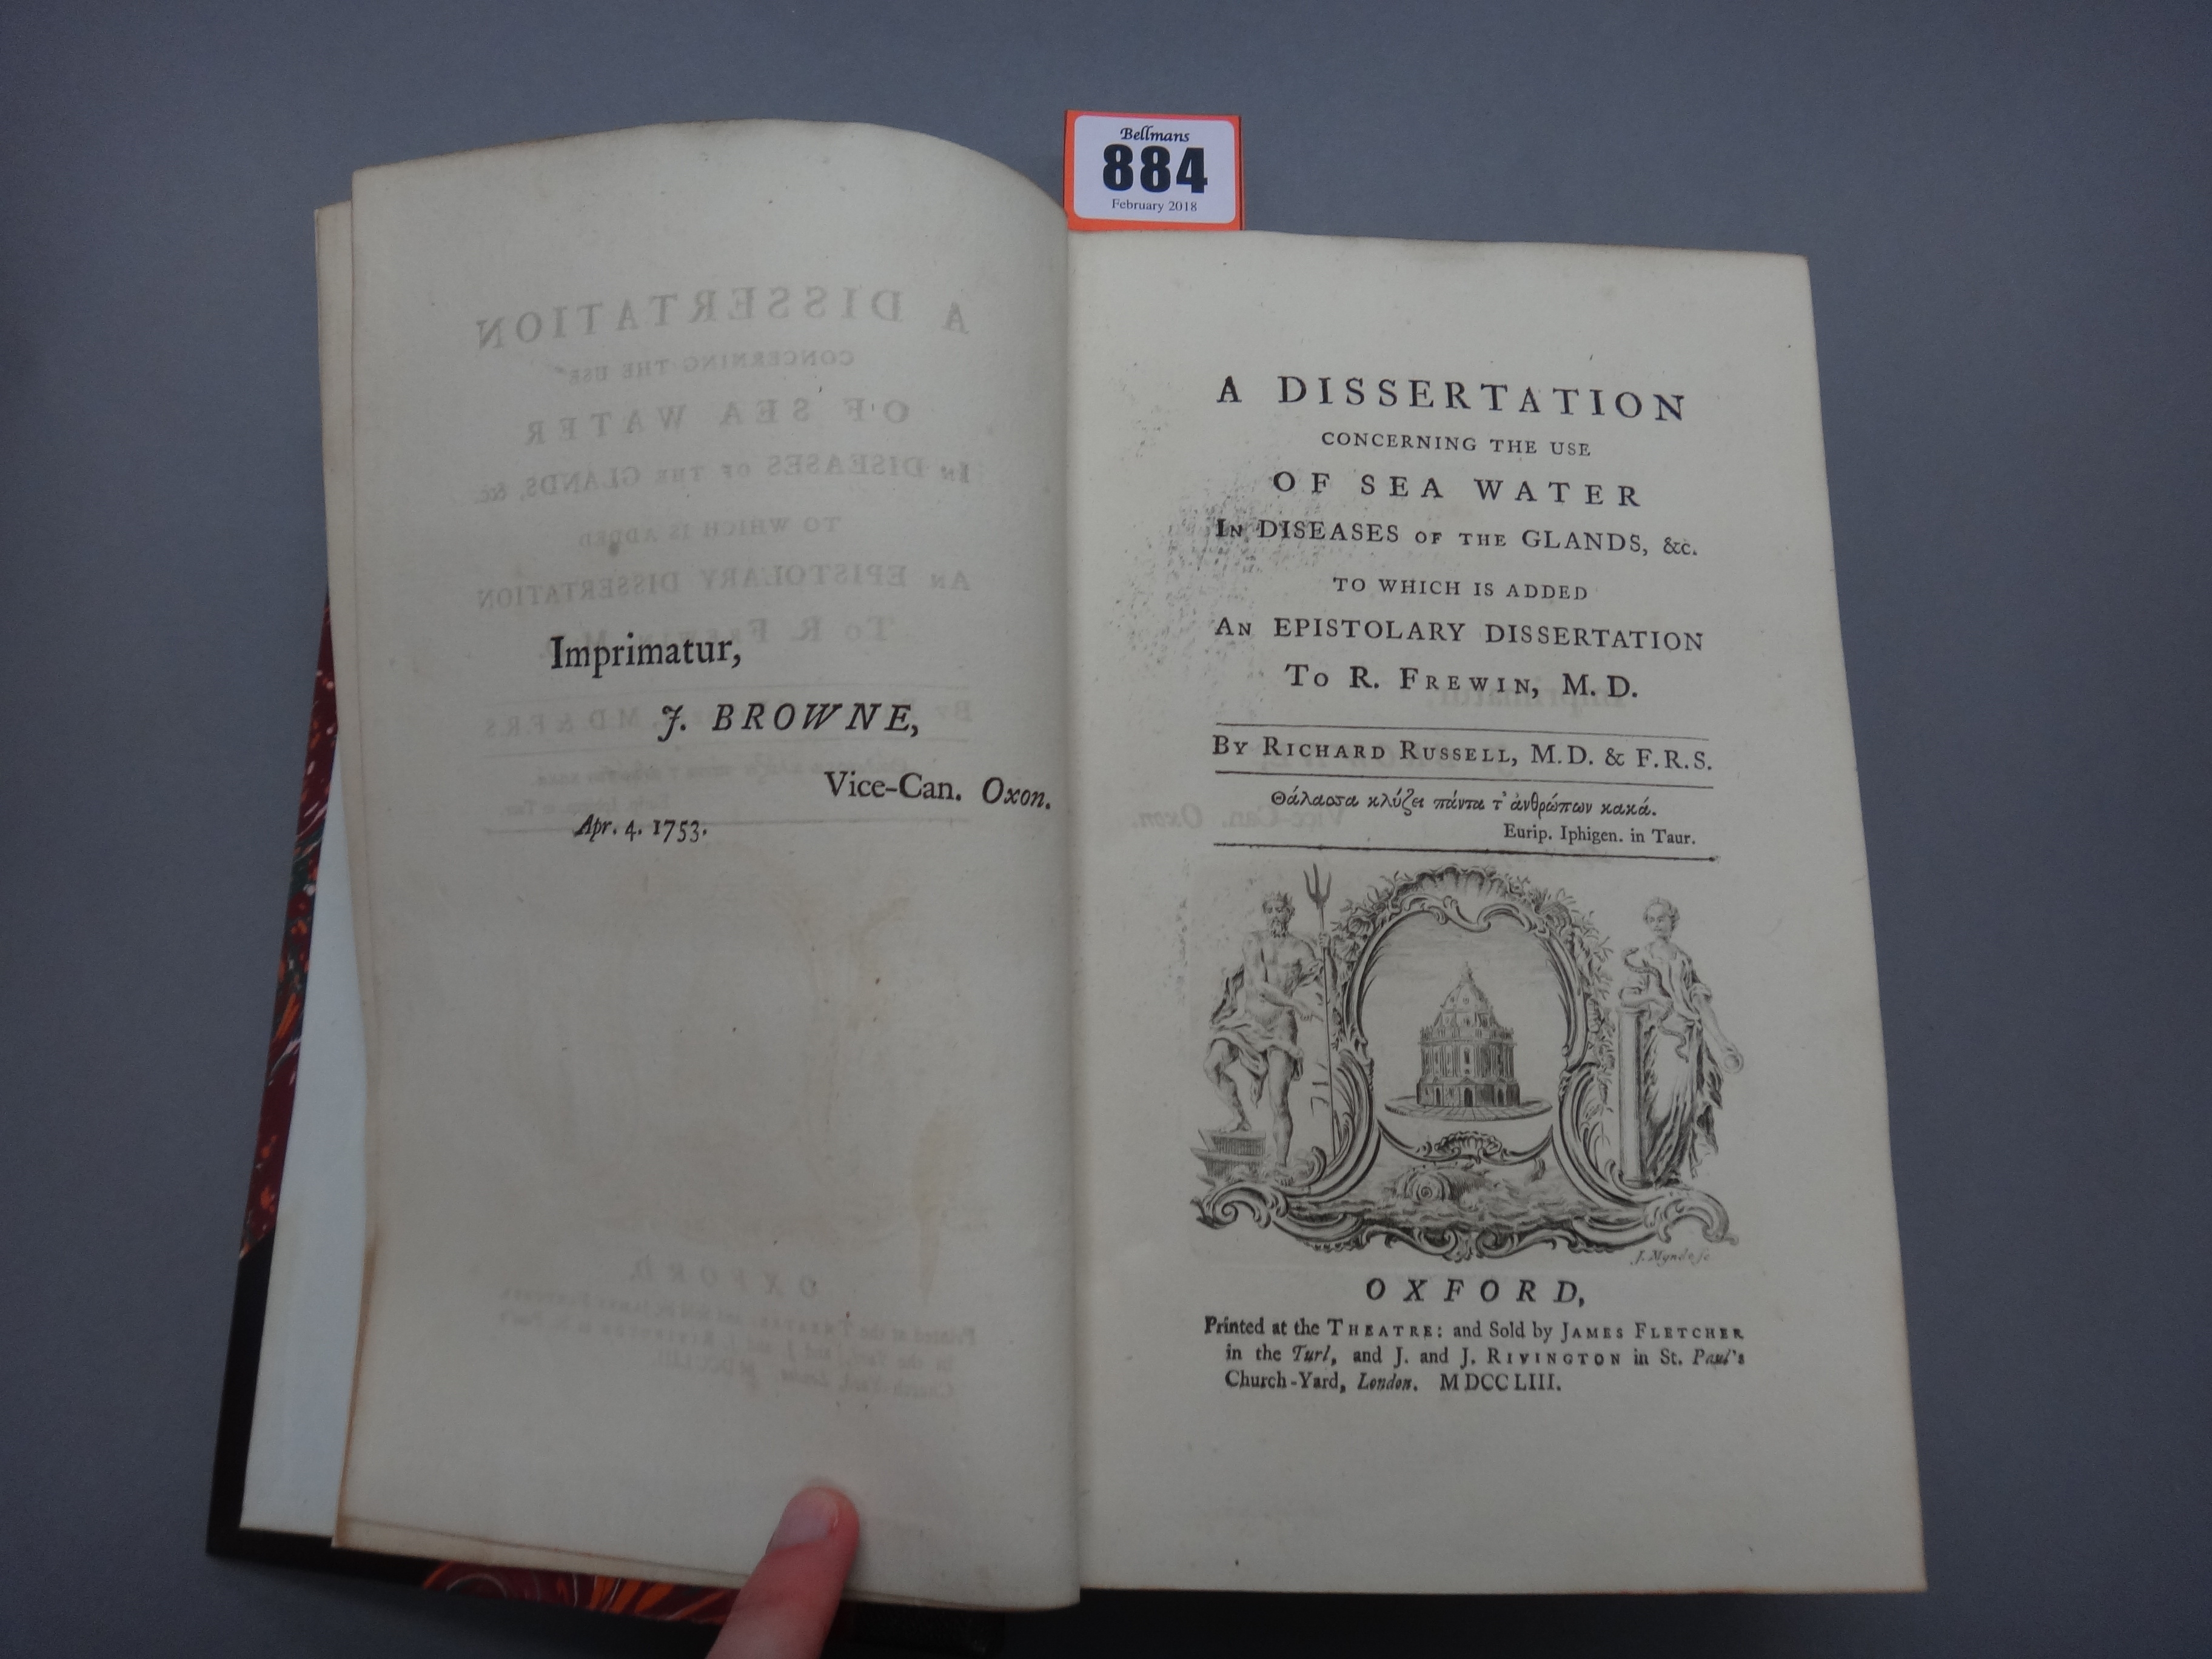 Bellmans
884
February 2018
Imprimatur,
J. BROWNE,
Vice-Can. Oxon.
Apr. 4. 1753.
A DISSERTATION
CONCERNING THE USE
OF SEA WATER
In DISEASES OF THE GLANDS, &c.
TO WHICH IS ADDED
An EPISTOLARY DISSERTATION
To R. Frewin, M. D.
By Richard Russell, M.D. & F.R.S.
Θάλασσα κλύζει πάντα τ' ἀνθρώπων κακά.
Eurip. Iphigen. in Taur.
J. Mynde sc
OXFORD,
Printed at the THEATRE: and Sold by JAMES FLETCHER
in the Turl, and J. and J. RIVINGTON in St. Paul's
Church-Yard, London. MDCCLIII.